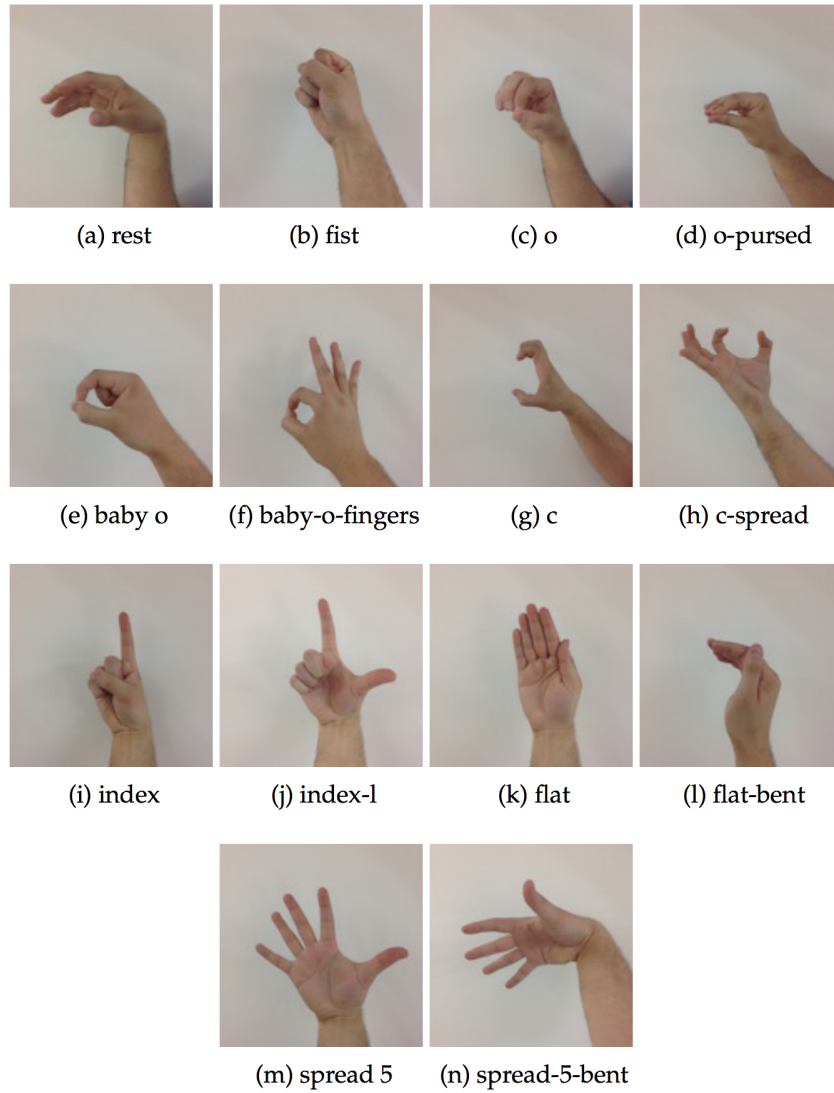 (a) rest
(b) fist
(c) o
(d) o-pursed
(e) baby o
(f) baby-o-fingers
(g) c
(h) c-spread
(i) index
(j) index-l
(k) flat
(l) flat-bent
(m) spread 5
(n) spread-5-bent